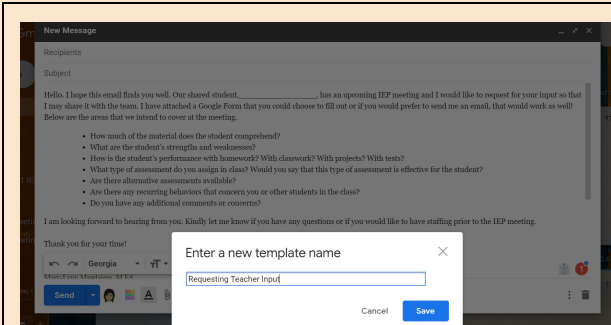 New Message
Recipients
Subject
Hello. I hope this email finds you well. Our shared student,_________________, has an upcoming IEP meeting and I would like to request for your input so that
I may share it with the team. I have attached a Google Form that you could choose to fill out or if you would prefer to send me an email, that would work as well!
Below are the areas that we intend to cover at the meeting.
• How much of the material does the student comprehend?
• What are the student's strengths and weaknesses?
• How is the student's performance with homework? With classwork? With projects? With tests?
• What type of assessment do you assign in class? Would you say that this type of assessment is effective for the student?
• Are there alternative assessments available?
• Are there any recurring behaviors that concern you or other students in the class?
• Do you have any additional comments or concerns?
I am looking forward to hearing from you. Kindly let me know if you have any questions or if you would like to have staffing prior to the IEP meeting.
Thank you for your time!
Georgia
Send
Enter a new template name
Requesting Teacher Input
Cancel
Save